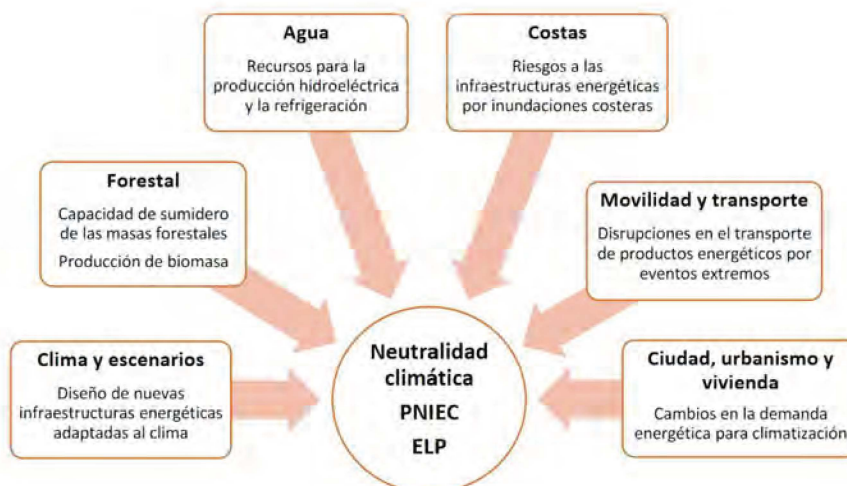 Agua
Recursos para la
producción hidroeléctrica
y la refrigeración
Costas
Riesgos a las
infraestructuras energéticas
por inundaciones costeras
Forestal
Capacidad de sumidero
de las masas forestales
Producción de biomasa
Movilidad y transporte
Disrupciones en el transporte
de productos energéticos por
eventos extremos
Clima y escenarios
Diseño de nuevas
infraestructuras energéticas
adaptadas al clima
Neutralidad
climática
PNIEC
ELP
Ciudad, urbanismo y
vivienda
Cambios en la demanda
energética para climatización